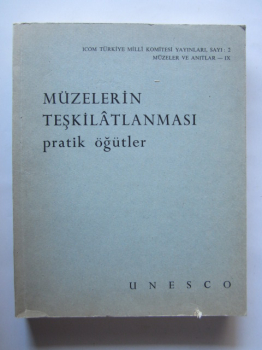 ICOM TÜRKİYE MİLLİ KOMİTESİ YAYINLARI, SAYI : 2
MÜZELER VE ANITLAR — IX
MÜZELERİN
TEŞKİLÂTLANMASI
pratik öğütler
UNESCO